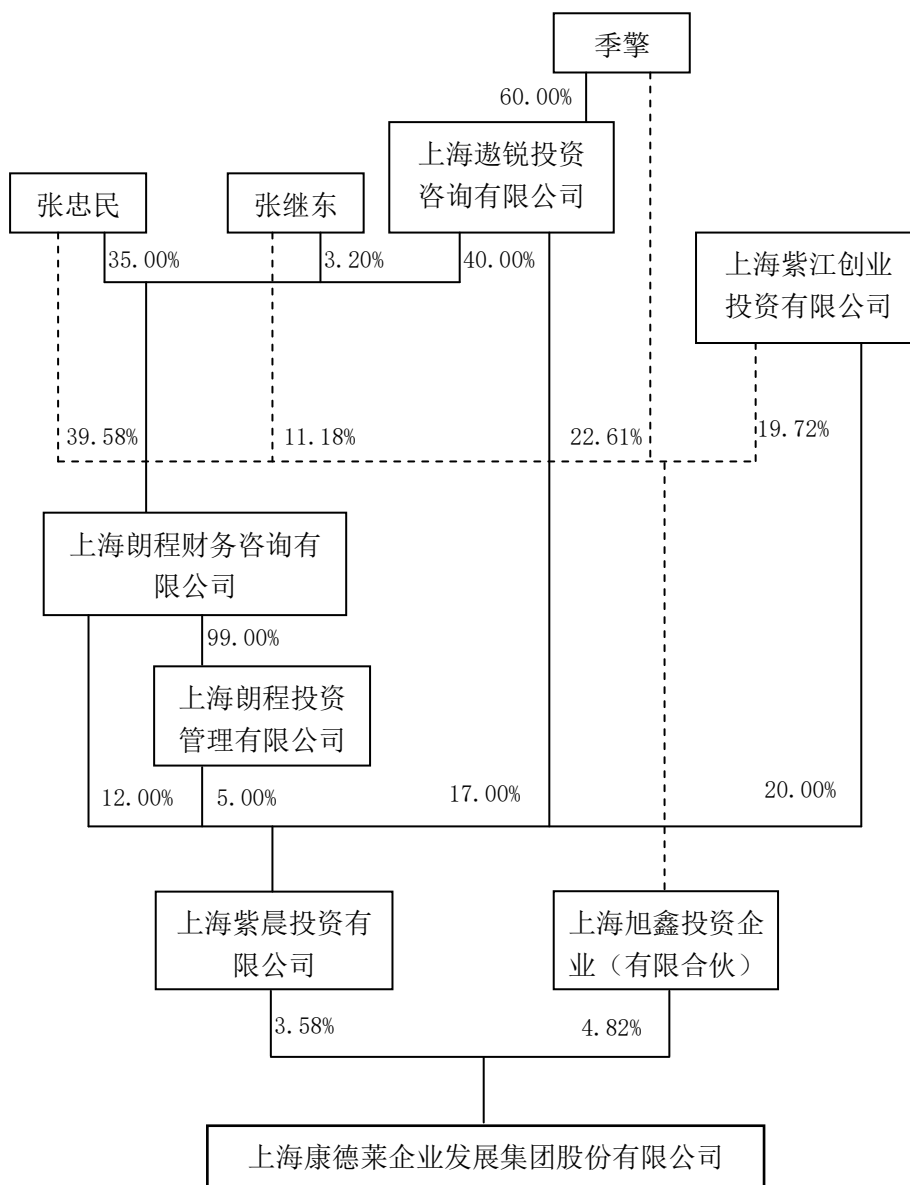 季擎
60.00%
上海遨锐投资
咨询有限公司
张忠民
张继东
35.00%
3.20%
40.00%
上海紫江创业
投资有限公司
39.58%
11.18%
22.61%
19.72%
上海朗程财务咨询有
限公司
99.00%
上海朗程投资
管理有限公司
12.00%
5.00%
17.00%
20.00%
上海紫晨投资有
限公司
上海旭鑫投资企
业（有限合伙）
3.58%
4.82%
上海康德莱企业发展集团股份有限公司